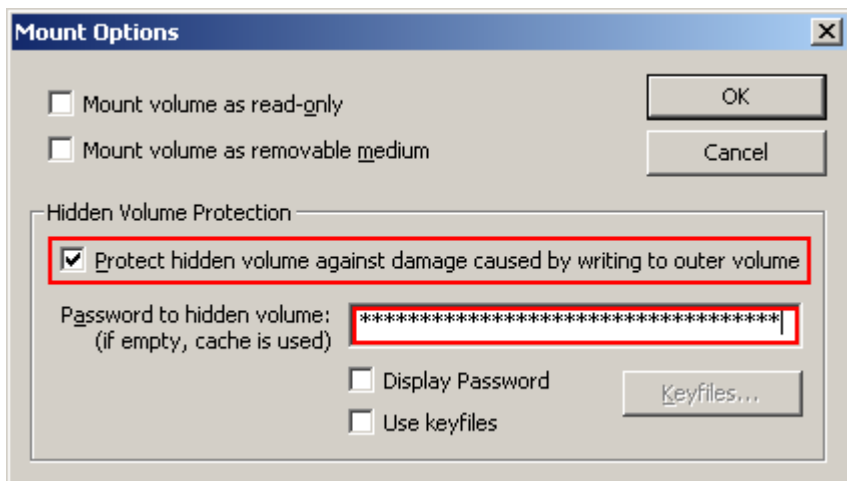 Mount Options
Mount volume as read-only
OK
Mount volume as removable medium
Cancel
Hidden Volume Protection
Protect hidden volume against damage caused by writing to outer volume
Password to hidden volume:
***********************************
(if empty, cache is used)
Display Password
Keyfiles...
Use keyfiles